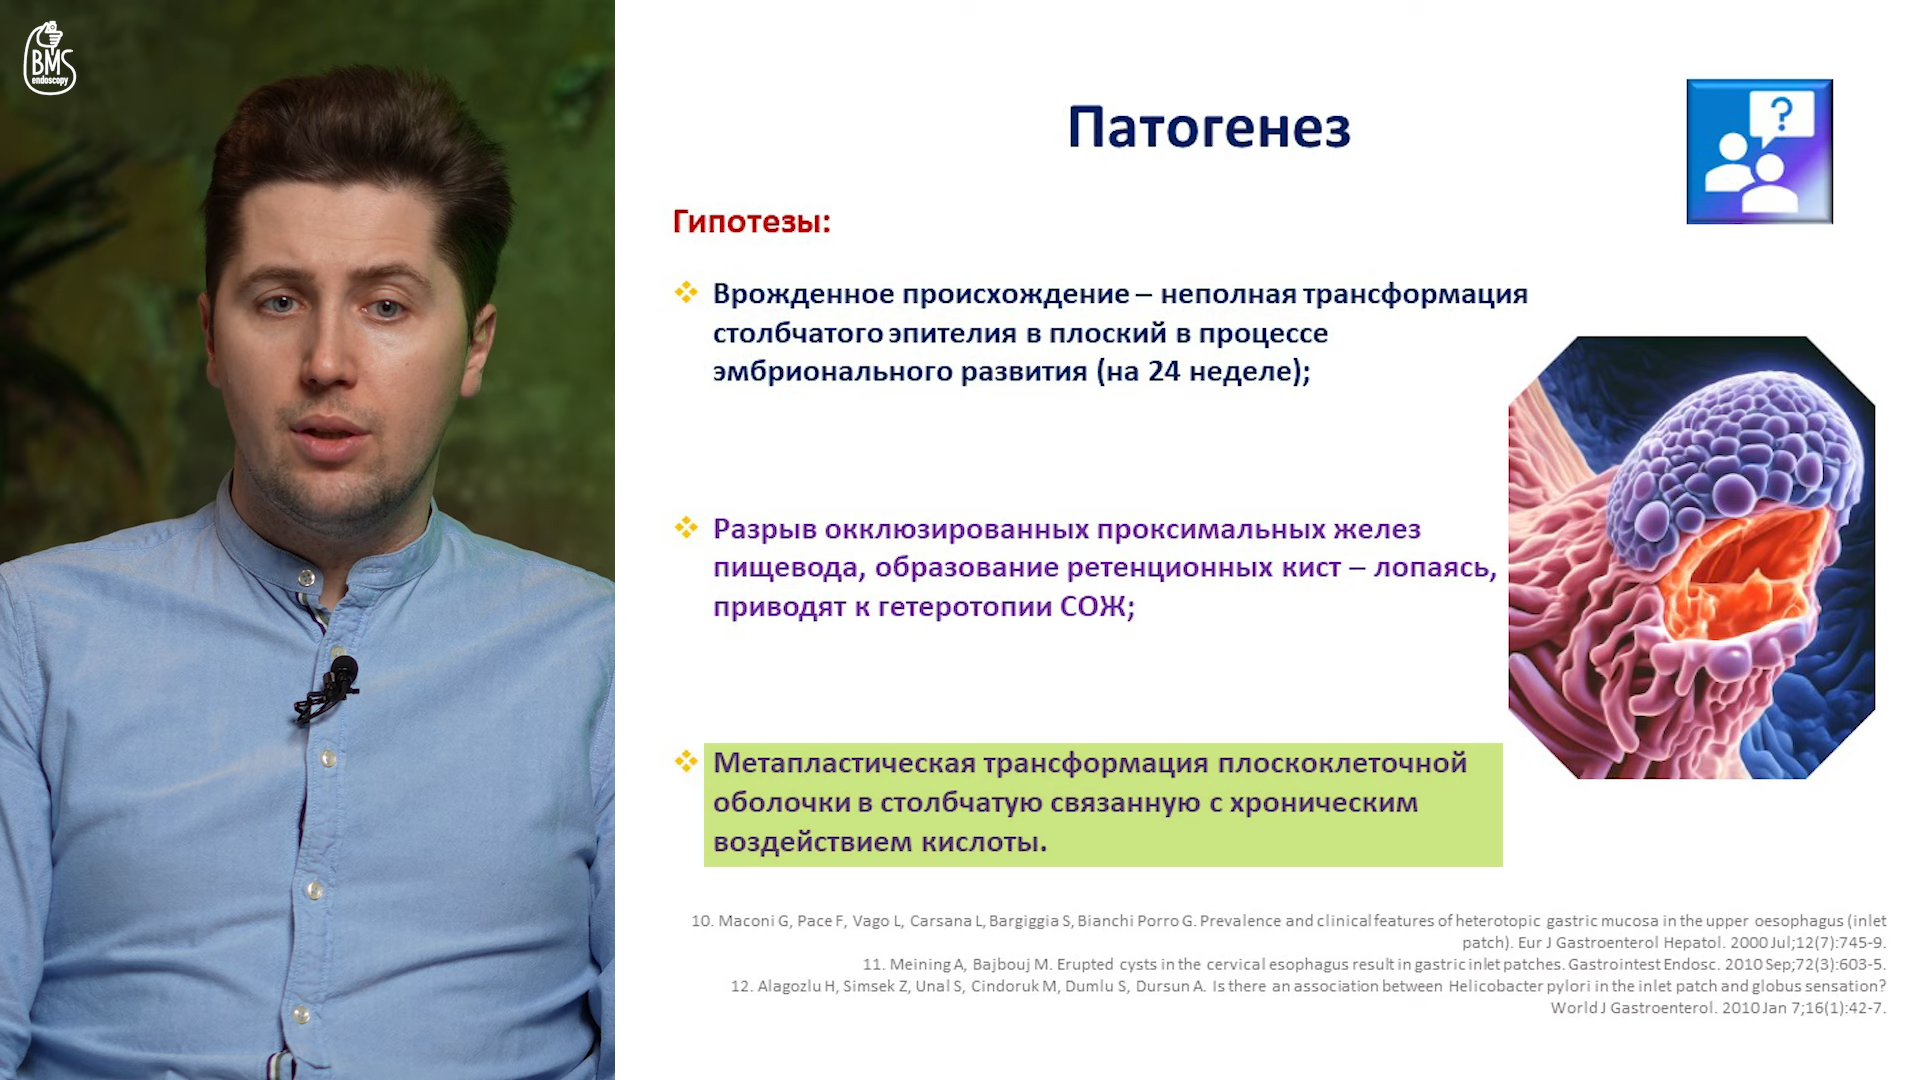 BMS
endoscopy
Патогенез
?
Гипотезы:
Врожденное происхождение – неполная трансформация
столбчатого эпителия в плоский в процессе
эмбрионального развития (на 24 неделе);
Разрыв окклюзированных проксимальных желез
пищевода, образование ретенционных кист – лопаясь,
приводят к гетеротопии СОЖ;
Метапластическая трансформация плоскоклеточной
оболочки в столбчатую связанную с хроническим
воздействием кислоты.
10. Maconi G, Pace F, Vago L, Carsana L, Bargiggia S, Bianchi Porro G. Prevalence and clinical features of heterotopic gastric mucosa in the upper oesophagus (inlet
patch). Eur J Gastroenterol Hepatol. 2000 Jul;12(7):745-9.
11. Meining A, Bajbouj M. Erupted cysts in the cervical esophagus result in gastric inlet patches. Gastrointest Endosc. 2010 Sep;72(3):603-5.
12. Alagozlu H, Simsek Z, Unal S, Cindoruk M, Dumlu S, Dursun A. Is there an association between Helicobacter pylori in the inlet patch and globus sensation?
World J Gastroenterol. 2010 Jan 7;16(1):42-7.